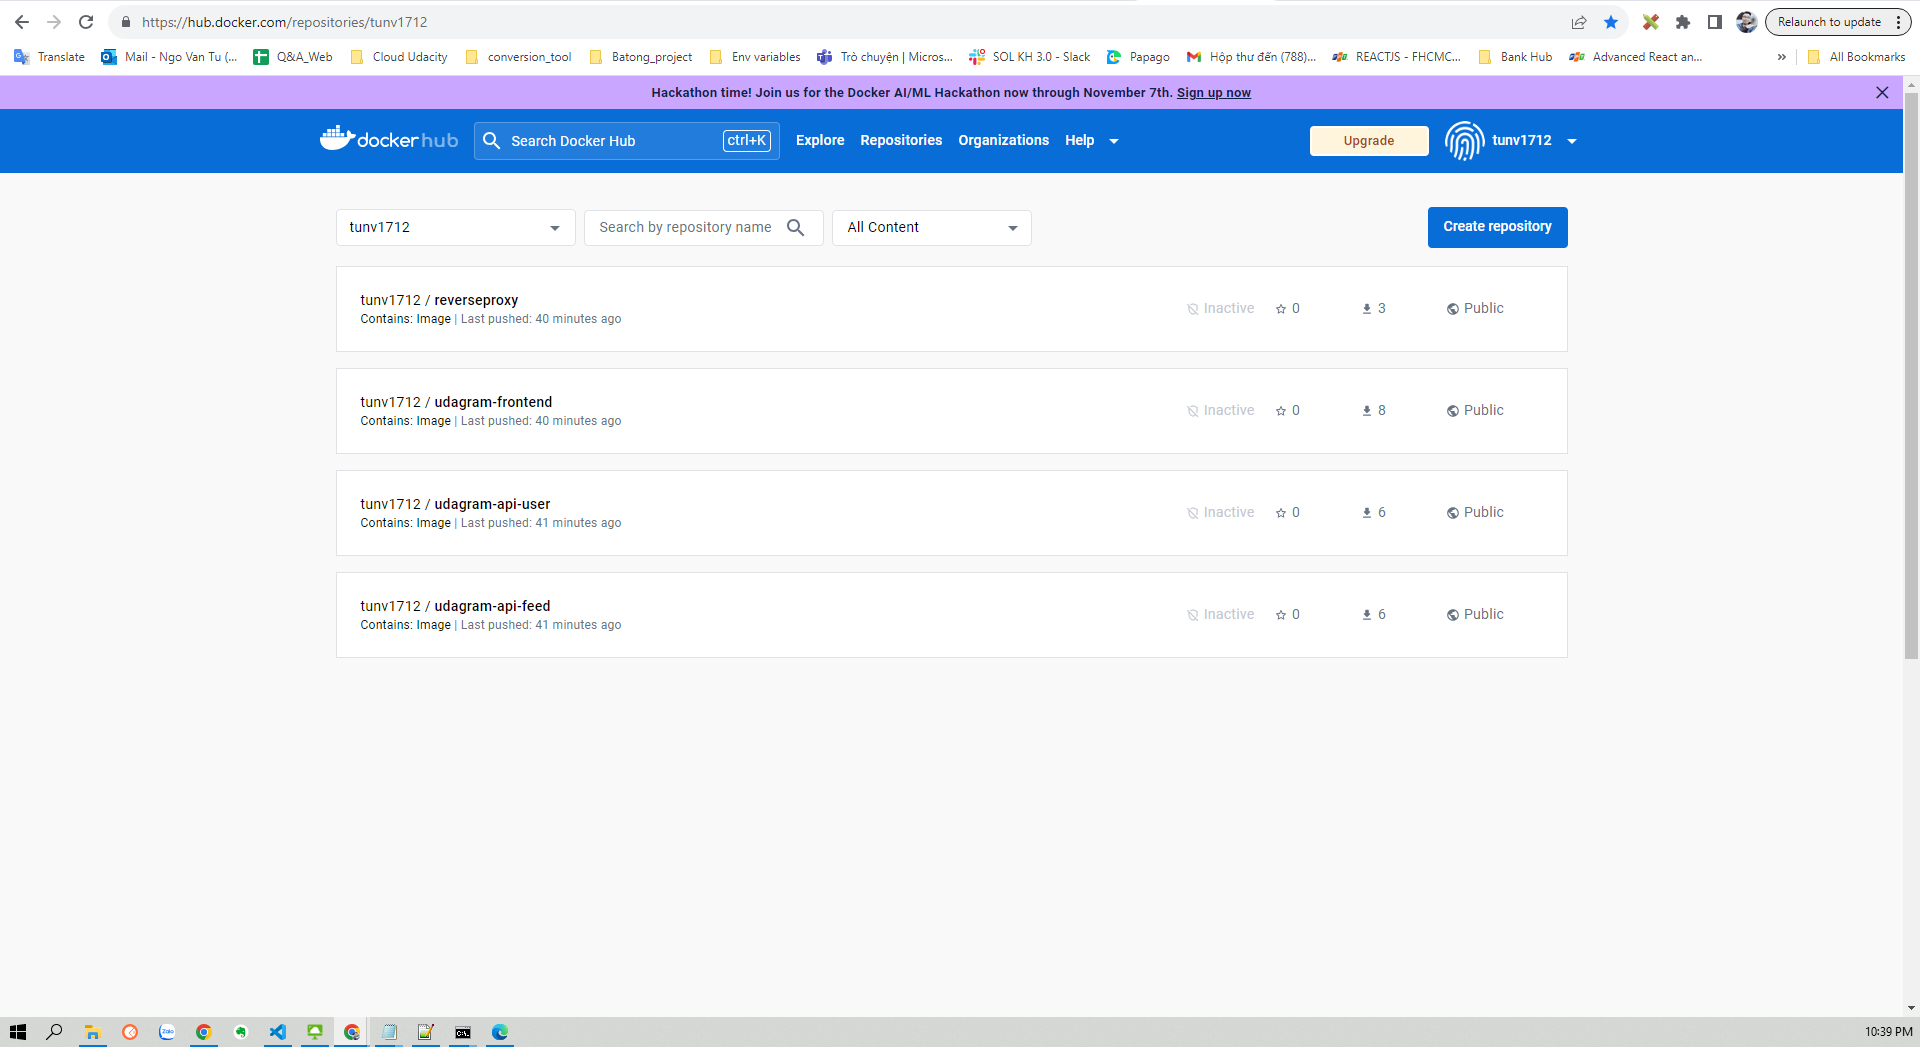 https://hub.docker.com/repositories/tunv1712
Relaunch to update
Translate
Mail - Ngo Van Tu (...
Q&A_Web
Cloud Udacity
conversion_tool
Batong_project
Env variables
Trò chuyện | Micros...
SOL KH 3.0 - Slack
Papago
Hộp thư đến (788)...
REACTJS - FHCMC...
Bank Hub
Advanced React an...
»
All Bookmarks
Hackathon time! Join us for the Docker AI/ML Hackathon now through November 7th. Sign up now
docker hub
Search Docker Hub
ctrl+K
Explore
Repositories
Organizations
Help
Upgrade
tunv1712
tunv1712
Search by repository name
All Content
Create repository
tunv1712 / reverseproxy
Contains: Image | Last pushed: 40 minutes ago
Inactive
0
3
Public
tunv1712 / udagram-frontend
Contains: Image | Last pushed: 40 minutes ago
Inactive
0
8
Public
tunv1712 / udagram-api-user
Contains: Image | Last pushed: 41 minutes ago
Inactive
0
6
Public
tunv1712 / udagram-api-feed
Contains: Image | Last pushed: 41 minutes ago
Inactive
0
6
Public
Zalo
10:39 PM